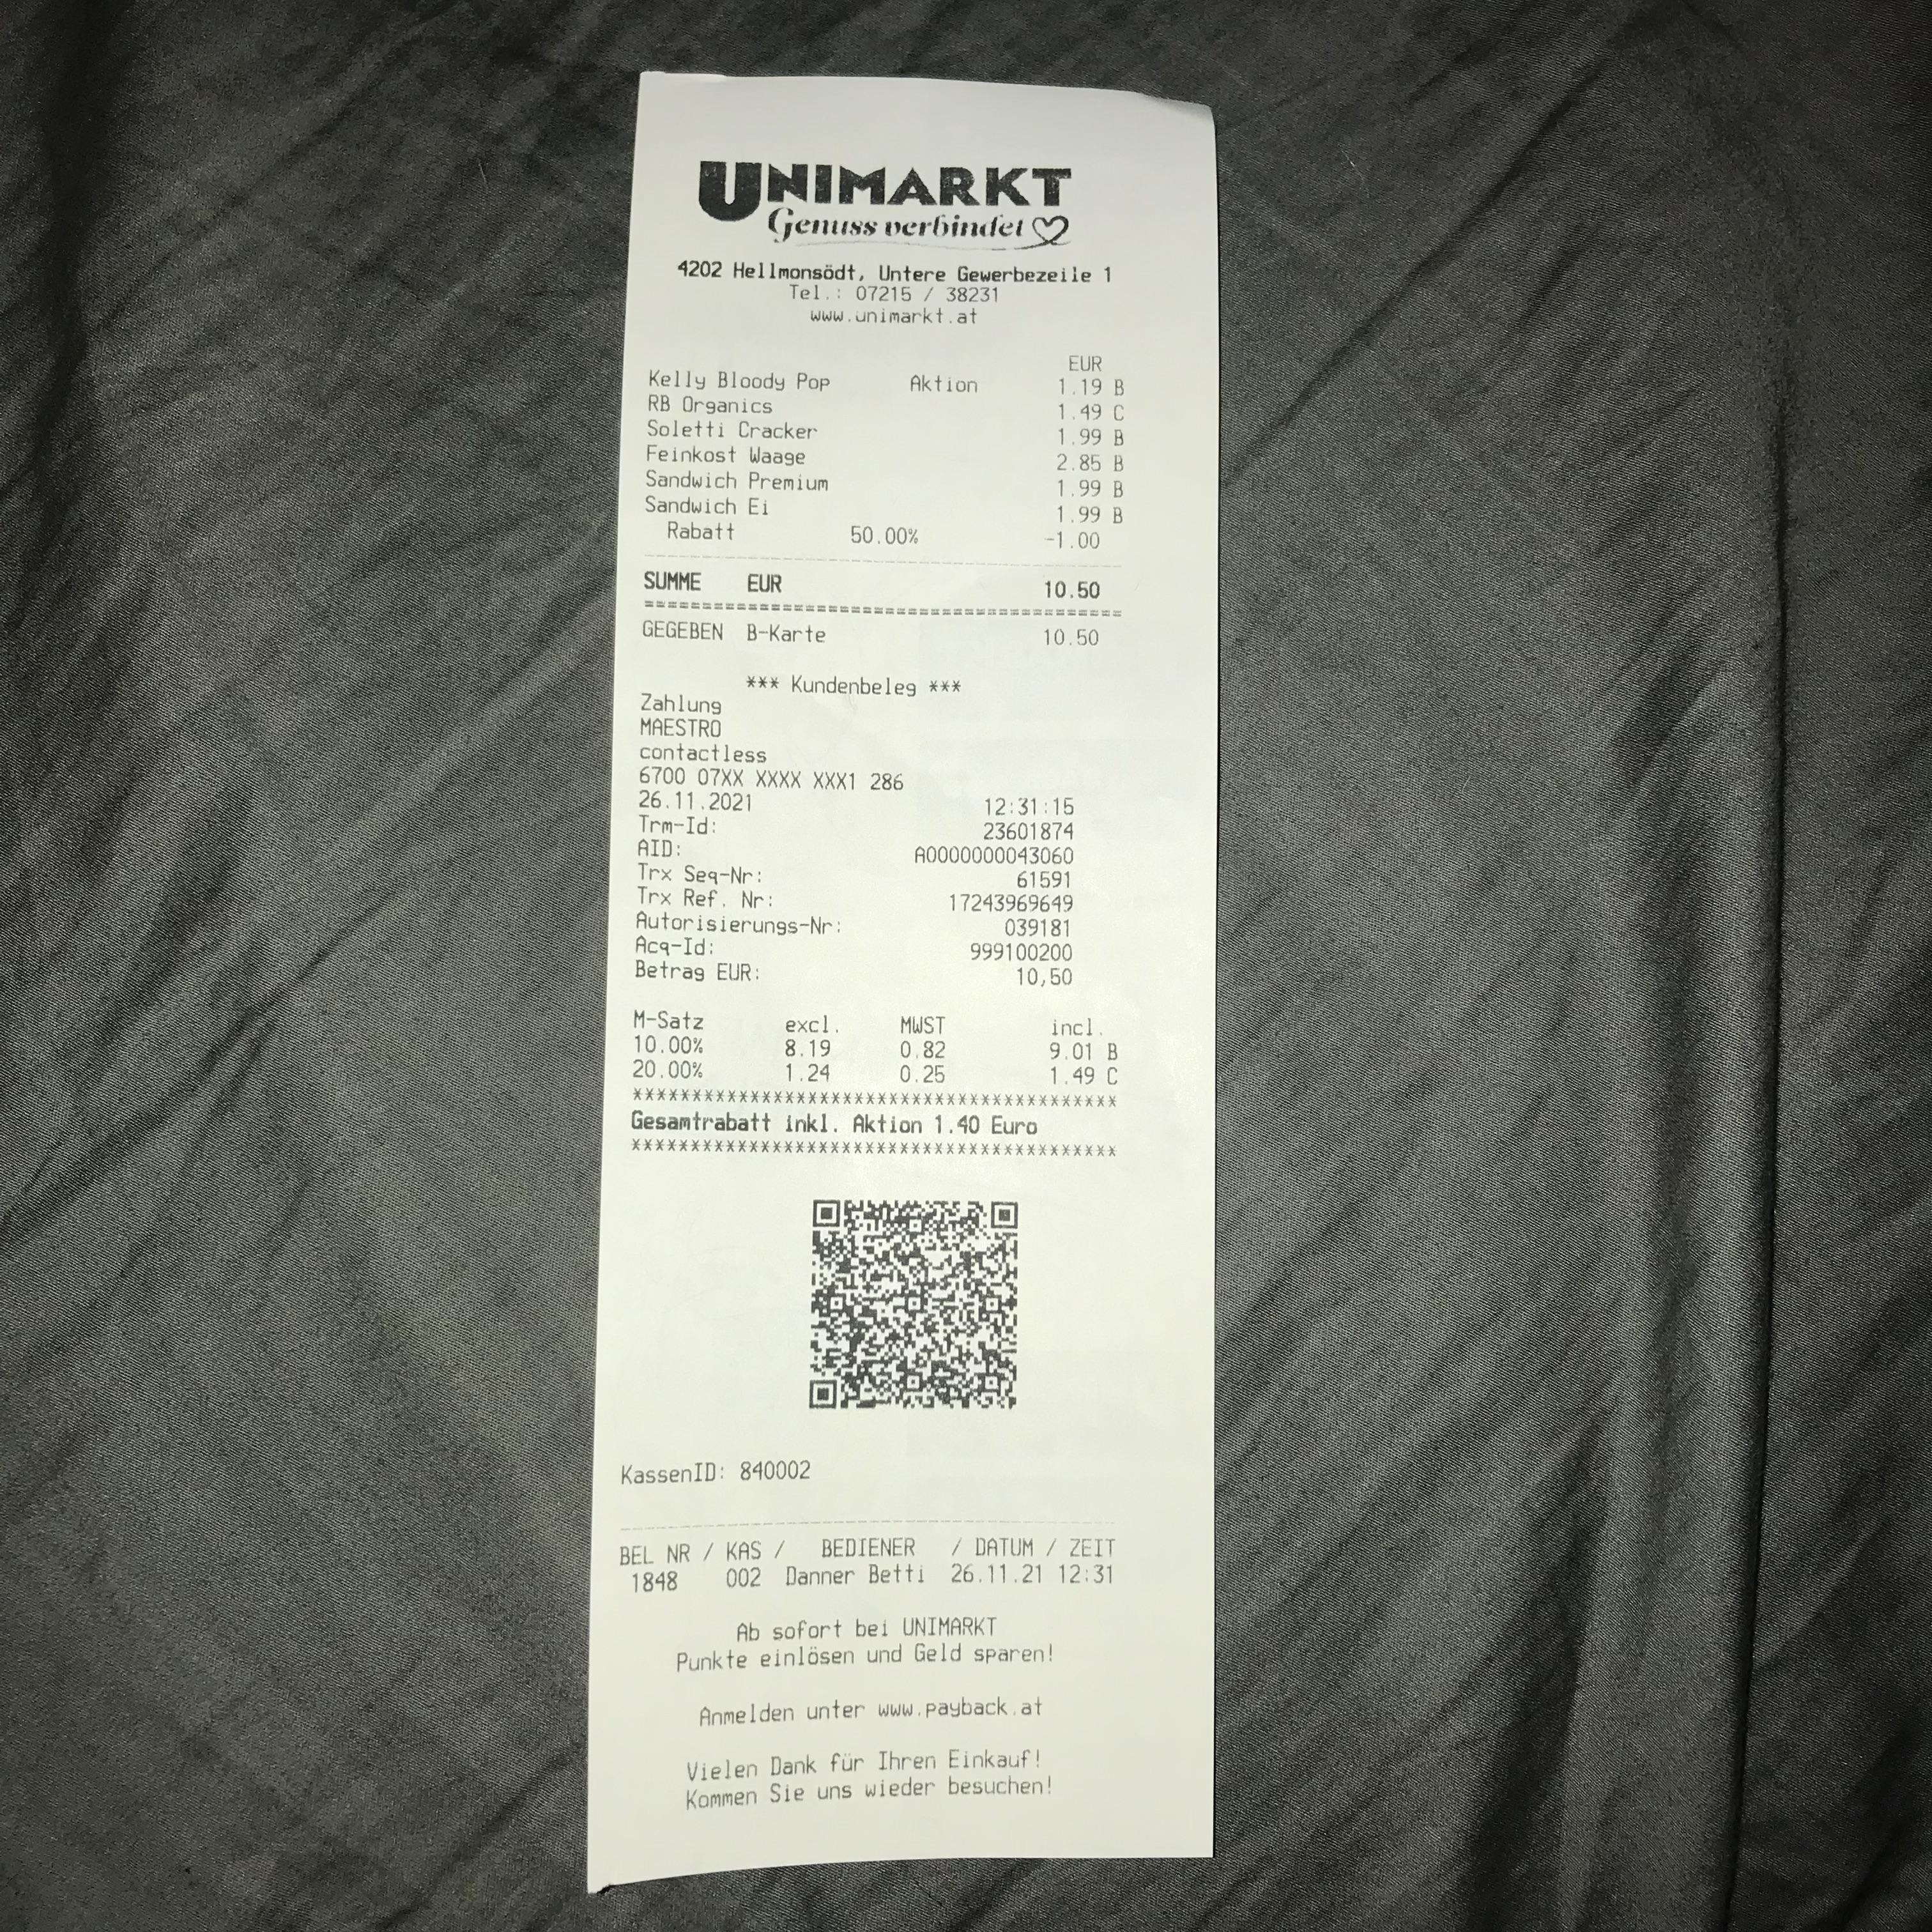 UNIMARKT
Genuss verbindet
4202 Hellmonsödt, Untere Gewerbezeile 1
Tel.: 07215 / 38231
www.unimarkt.at
EUR
Kelly Bloody Pop Aktion 1.19 B
RB Organics 1.49 C
Soletti Cracker 1.99 B
Feinkost Waage 2.85 B
Sandwich Premium 1.99 B
Sandwich Ei 1.99 B
Rabatt 50.00% -1.00
SUMME EUR 10.50
GEGEBEN B-Karte 10.50
*** Kundenbeleg ***
Zahlung
MAESTRO
contactless
6700 07XX XXXX XXX1 286
26.11.2021 12:31:15
Trm-Id: 23601874
AID: A0000000043060
Trx Seq-Nr: 61591
Trx Ref. Nr: 17243969649
Autorisierungs-Nr: 039181
Acq-Id: 999100200
Betrag EUR: 10,50
M-Satz excl. MWST incl.
10.00% 8.19 0.82 9.01 B
20.00% 1.24 0.25 1.49 C
*****************************************
Gesamtrabatt inkl. Aktion 1.40 Euro
*****************************************
KassenID: 840002
BEL NR / KAS / BEDIENER / DATUM / ZEIT
1848 002 Danner Betti 26.11.21 12:31
Ab sofort bei UNIMARKT
Punkte einlösen und Geld sparen!
Anmelden unter www.payback.at
Vielen Dank für Ihren Einkauf!
Kommen Sie uns wieder besuchen!